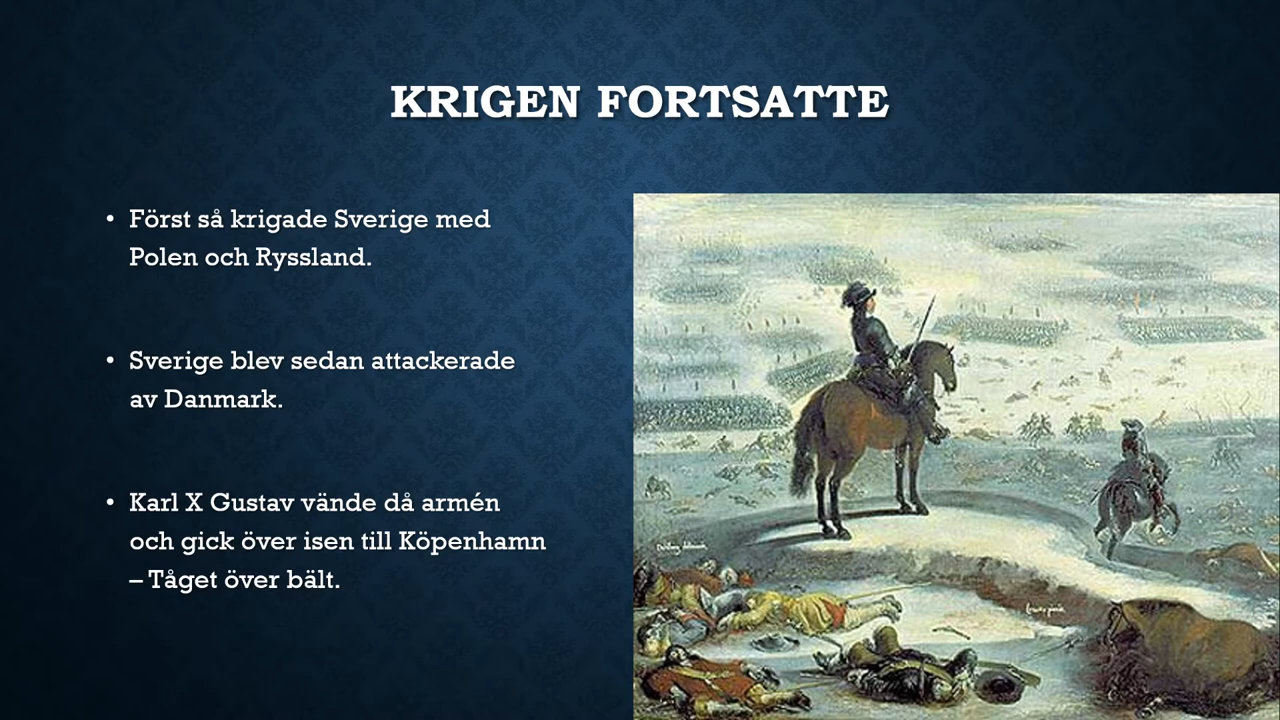 KRIGEN FORTSATTE
• Först så krigade Sverige med
Polen och Ryssland.
• Sverige blev sedan attackerade
av Danmark.
• Karl X Gustav vände då armén
och gick över isen till Köpenhamn
– Tåget över bält.